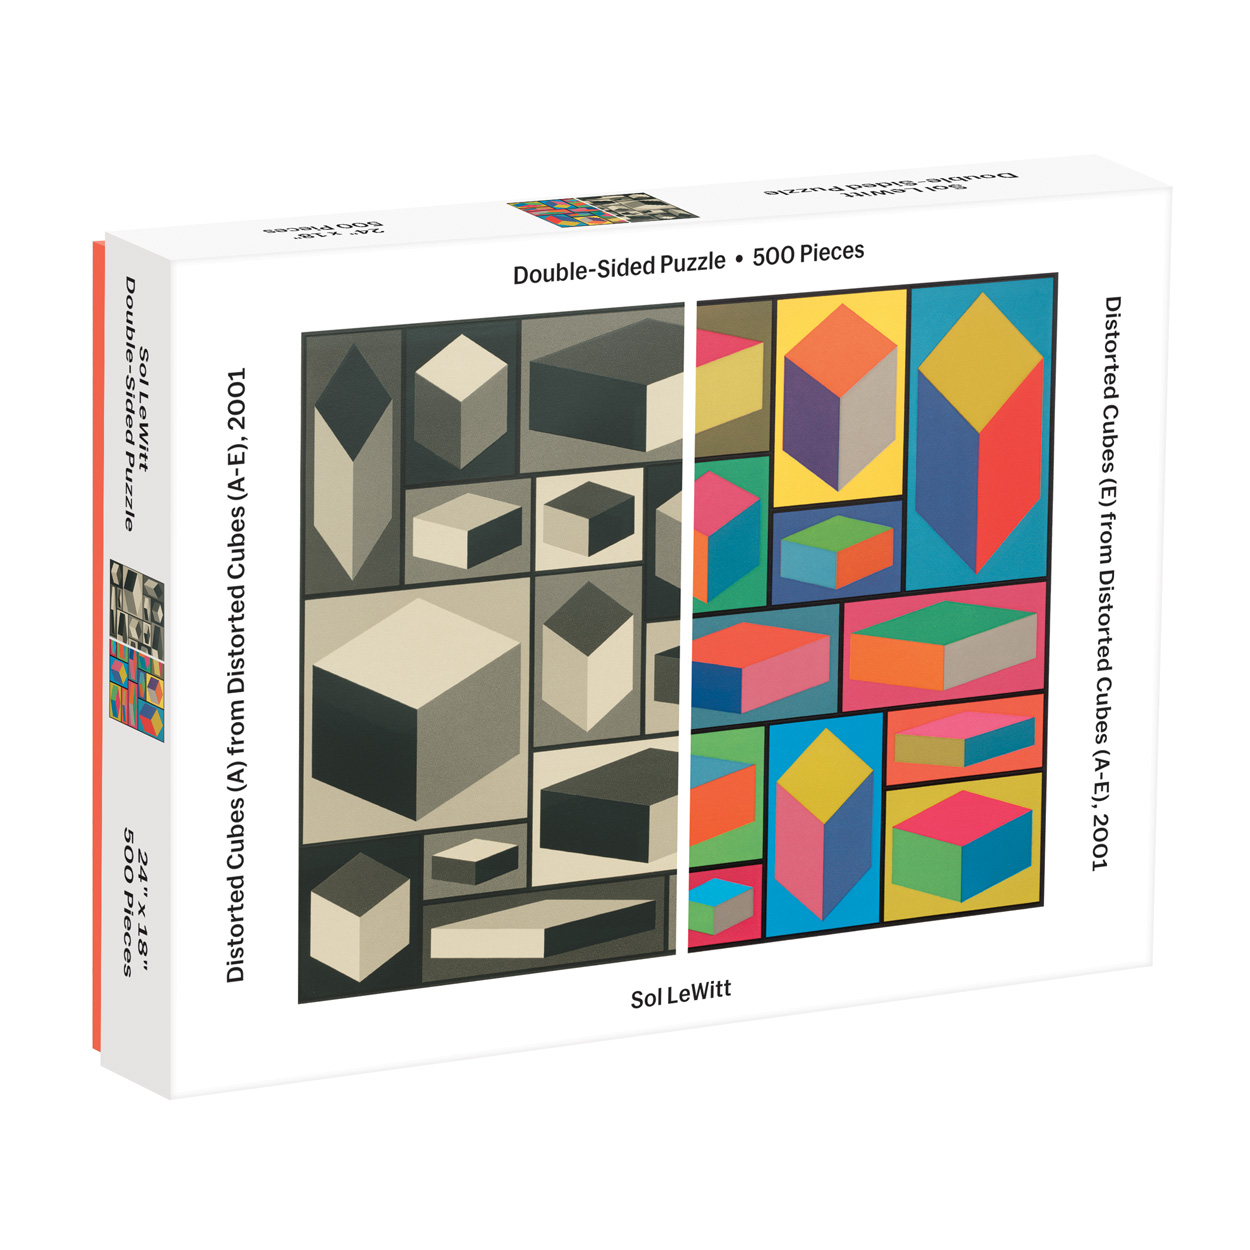 Sol LeWitt
Double-Sided Puzzle
24" x 18"
500 Pieces
Double-Sided Puzzle • 500 Pieces
Distorted Cubes (A) from Distorted Cubes (A-E), 2001
Distorted Cubes (E) from Distorted Cubes (A-E), 2001
Sol LeWitt
Sol LeWitt
Double-Sided Puzzle
24" x 18"
500 Pieces